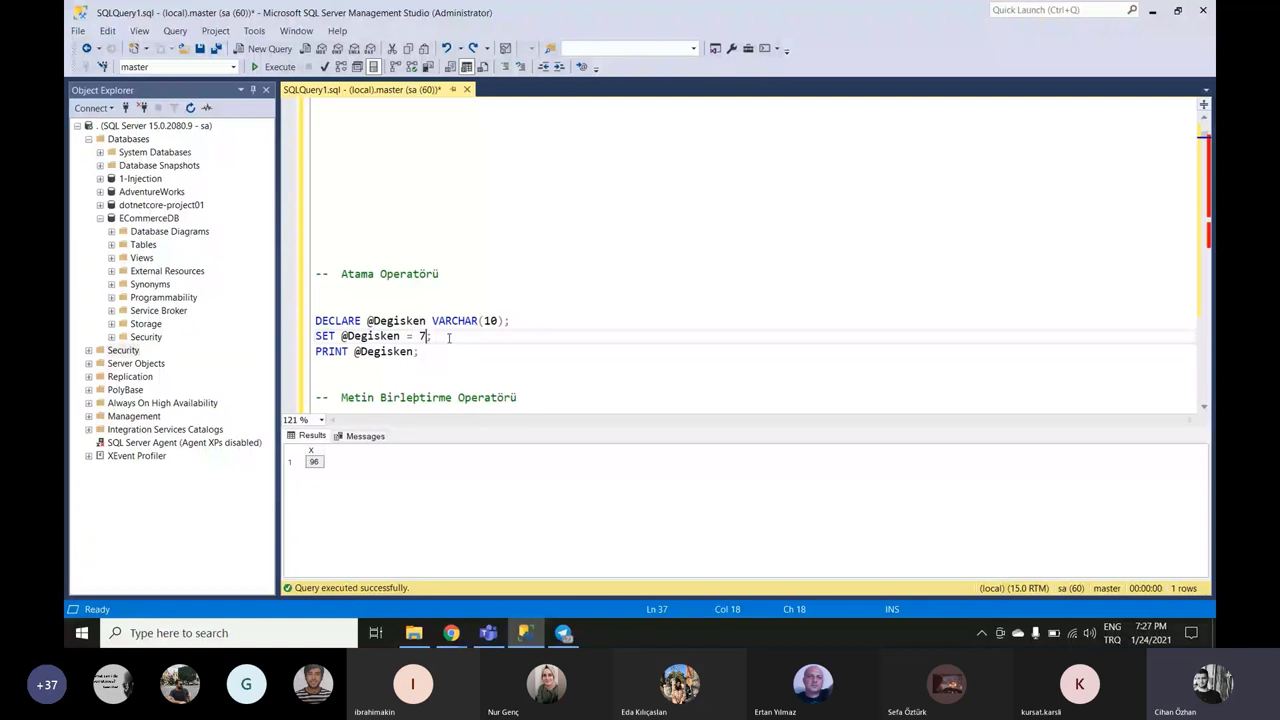 SQLQuery1.sql - (local).master (sa (60))* - Microsoft SQL Server Management Studio (Administrator)
Quick Launch (Ctrl+Q)
File Edit View Query Project Tools Window Help
New Query
master Execute
Object Explorer
SQLQuery1.sql - (local).master (sa (60))*
Connect
. (SQL Server 15.0.2080.9 - sa)
Databases
System Databases
Database Snapshots
1-Injection
AdventureWorks
dotnetcore-project01
ECommerceDB
Database Diagrams
Tables
Views
External Resources
Synonyms
Programmability
Service Broker
Storage
Security
Security
Server Objects
Replication
PolyBase
Always On High Availability
Management
Integration Services Catalogs
SQL Server Agent (Agent XPs disabled)
XEvent Profiler
-- Atama Operatörü
DECLARE @Degisken VARCHAR(10);
SET @Degisken = 7;
PRINT @Degisken;
-- Metin Birleþtirme Operatörü
121 %
Results Messages
X
1 96
Query executed successfully. (local) (15.0 RTM) sa (60) master 00:00:00 1 rows
Ready Ln 37 Col 18 Ch 18 INS
Type here to search
ENG
TRQ
7:27 PM
1/24/2021
+37 G I K
ibrahimakin Nur Genç Eda Kılıçaslan Ertan Yılmaz Sefa Öztürk kursat.karsli Cihan Özhan